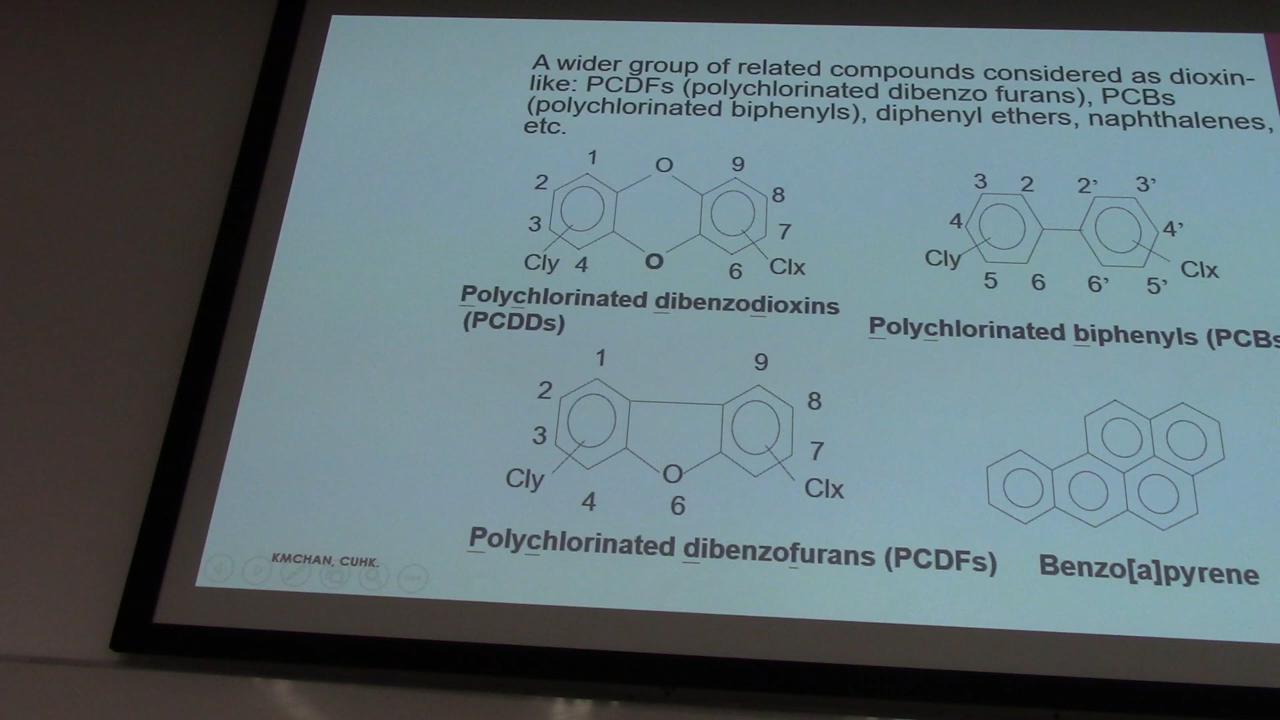 A wider group of related compounds considered as dioxin-
like: PCDFs (polychlorinated dibenzo furans), PCBs
(polychlorinated biphenyls), diphenyl ethers, naphthalenes,
etc.
1 O 9
2 8
3 7
Cly 4 O 6 Clx
Polychlorinated dibenzodioxins
(PCDDs)
3 2 2' 3'
4 4'
Cly Clx
5 6 6' 5'
Polychlorinated biphenyls (PCBs
1 9
2 8
3 7
Cly O Clx
4 6
Polychlorinated dibenzofurans (PCDFs)
Benzo[a]pyrene
KMCHAN, CUHK.